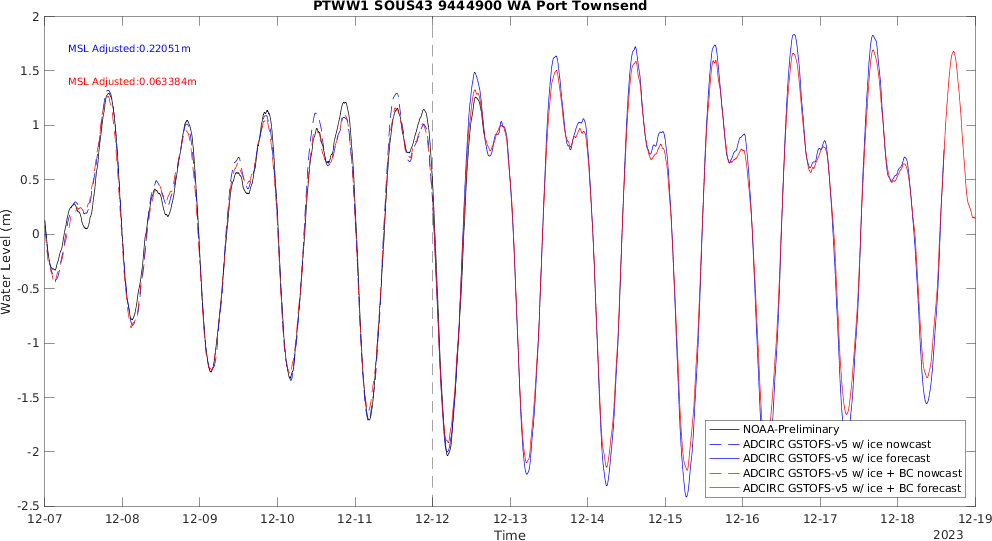 PTWW1 SOUS43 9444900 WA Port Townsend
MSL Adjusted:0.22051m
MSL Adjusted:0.063384m
Water Level (m)
2
1.5
1
0.5
0
-0.5
-1
-1.5
-2
-2.5
NOAA-Preliminary
ADCIRC GSTOFS-v5 w/ ice nowcast
ADCIRC GSTOFS-v5 w/ ice forecast
ADCIRC GSTOFS-v5 w/ ice + BC nowcast
ADCIRC GSTOFS-v5 w/ ice + BC forecast
12-07 12-08 12-09 12-10 12-11 12-12 12-13 12-14 12-15 12-16 12-17 12-18 12-19
Time
2023